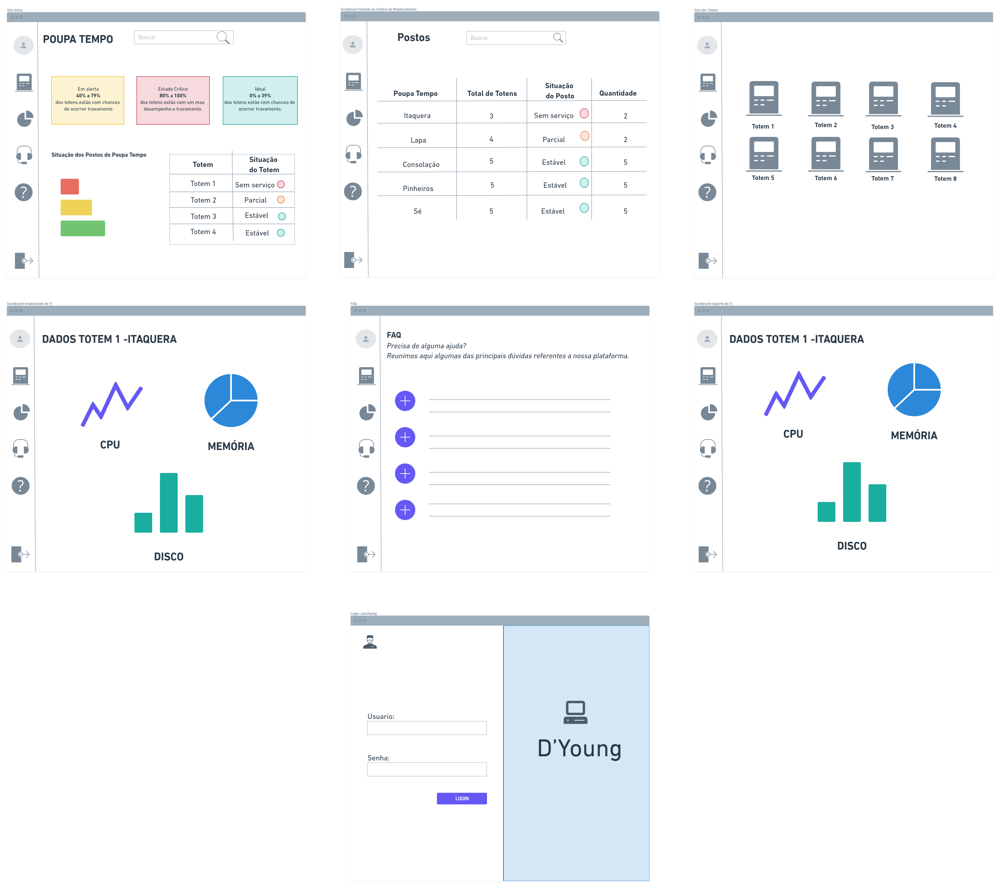 Tela Inicia
POUPA TEMPO
Buscar
Em alerta
40% a 79%
dos totens estão com chances
de ocorrer travamento
Estado Crítico
80% a 100%
dos totens estão com um mau
desempenho e travamento.
Ideal
0% a 39%
dos totens estão com chances de
ocorrer travamento.
Situação dos Postos do Poupa Tempo
Totem
Situação
do Totem
Totem 1
Sem serviço
Totem 2
Parcial
Totem 3
Estável
Totem 4
Estável
?
Dashboard Gerente da Central de Monitoramento
Postos
Buscar
Poupa Tempo
Total de Totens
Situação
do Posto
Quantidade
Itaquera
3
Sem serviço
2
Lapa
4
Parcial
2
Consolação
5
Estável
5
Pinheiros
5
Estável
5
Sé
5
Estável
5
?
Tela dos Totens
Totem 1
Totem 2
Totem 3
Totem 4
Totem 5
Totem 6
Totem 7
Totem 8
?
Dashboard responsável de TI
DADOS TOTEM 1 -ITAQUERA
CPU
MEMÓRIA
DISCO
?
FAQ
FAQ
Precisa de alguma ajuda?
Reunimos aqui algumas das principais dúvidas referentes a nossa plataforma.
?
Dashboard suporte de TI
DADOS TOTEM 1 -ITAQUERA
CPU
MEMÓRIA
DISCO
?
Login JavaSwing
Usuario:
Senha:
LOGIN
D'Young